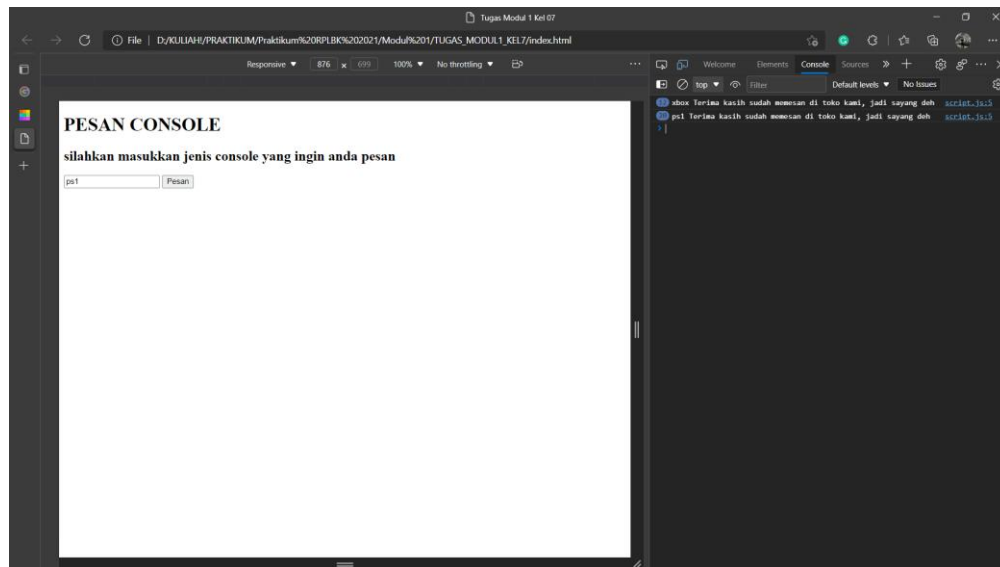 Tugas Modul 1 Kel 07
File | D:/KULIAH!/PRAKTIKUM/Praktikum%20RPLBK%202021/Modul%201/TUGAS_MODUL1_KEL7/index.html
Responsive 876 x 699 100% No throttling
Welcome Elements Console Sources
top Filter Default levels No Issues
xbox Terima kasih sudah memesan di toko kami, jadi sayang deh script.js:5
ps1 Terima kasih sudah memesan di toko kami, jadi sayang deh script.js:5
PESAN CONSOLE
silahkan masukkan jenis console yang ingin anda pesan
ps1 Pesan